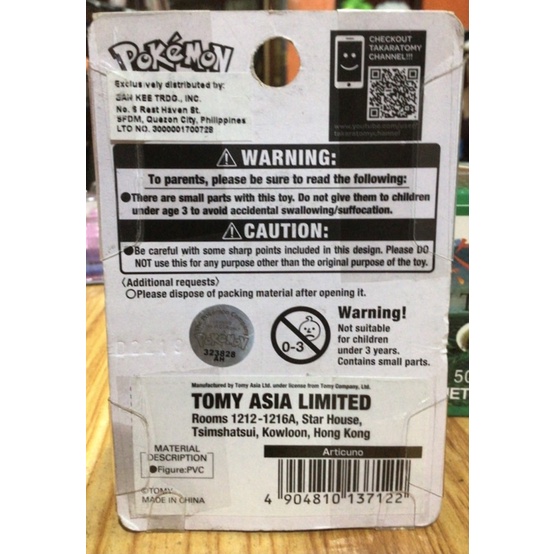 POKéMON
Exclusively distributed by:
SAN KEE TRDG., INC.
No. 5 Rest Haven St.
SFDM, Quezon City, Philippines
LTO NO. 3000001700728
CHECKOUT
TAKARATOMY
CHANNEL!!!
WARNING:
To parents, please be sure to read the following:
●There are small parts with this toy. Do not give them to children
under age 3 to avoid accidental swallowing/suffocation.
CAUTION:
●Be careful with some sharp points included in this design. Please DO
NOT use this for any purpose other than the original purpose of the toy.
(Additional requests)
○Please dispose of packing material after opening it.
POKéMON
323828
AH
0-3
Warning!
Not suitable
for children
under 3 years.
Contains small parts.
Manufactured by Tomy Asia Ltd. under license from Tomy Company, Ltd.
TOMY ASIA LIMITED
Rooms 1212-1216A, Star House,
Tsimshatsui, Kowloon, Hong Kong
MATERIAL
DESCRIPTION
●Figure:PVC
©TOMY
MADE IN CHINA
Articuno
4 904810 137122
50
ET